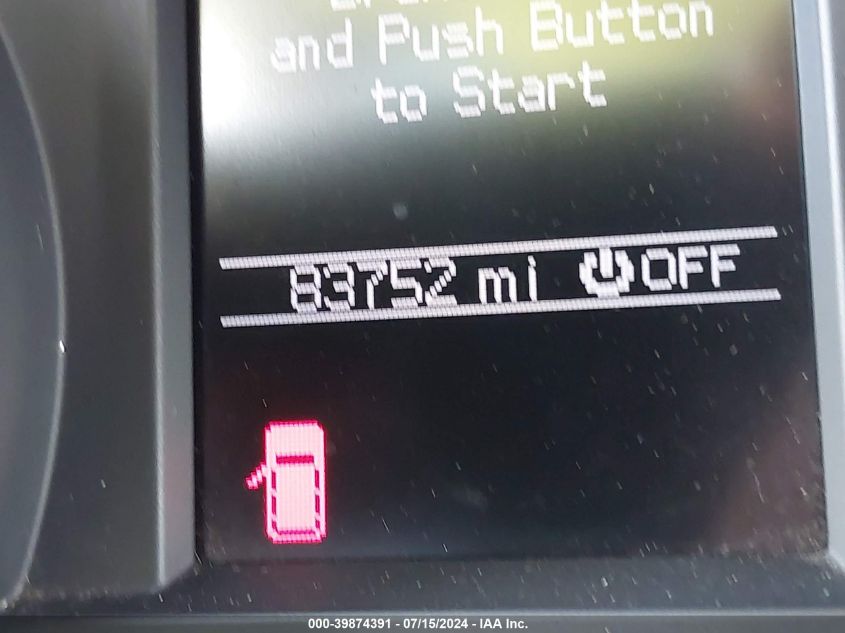 and Push Button
to Start
83752 mi OFF
000-39874391 - 07/15/2024 - IAA Inc.